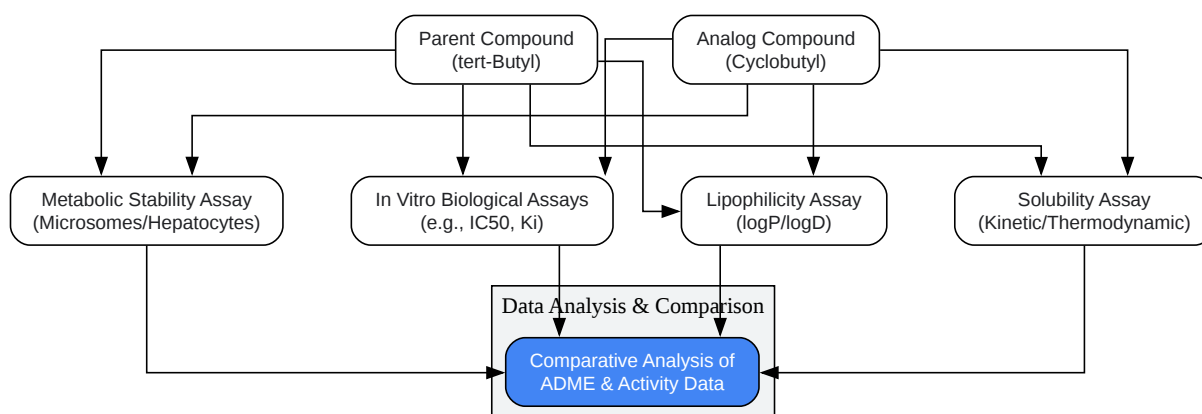 Parent Compound
(tert-Butyl)
Analog Compound
(Cyclobutyl)
Metabolic Stability Assay
(Microsomes/Hepatocytes)
In Vitro Biological Assays
(e.g., IC50, Ki)
Lipophilicity Assay
(logP/logD)
Solubility Assay
(Kinetic/Thermodynamic)
Data Analysis & Comparison
Comparative Analysis of
ADME & Activity Data